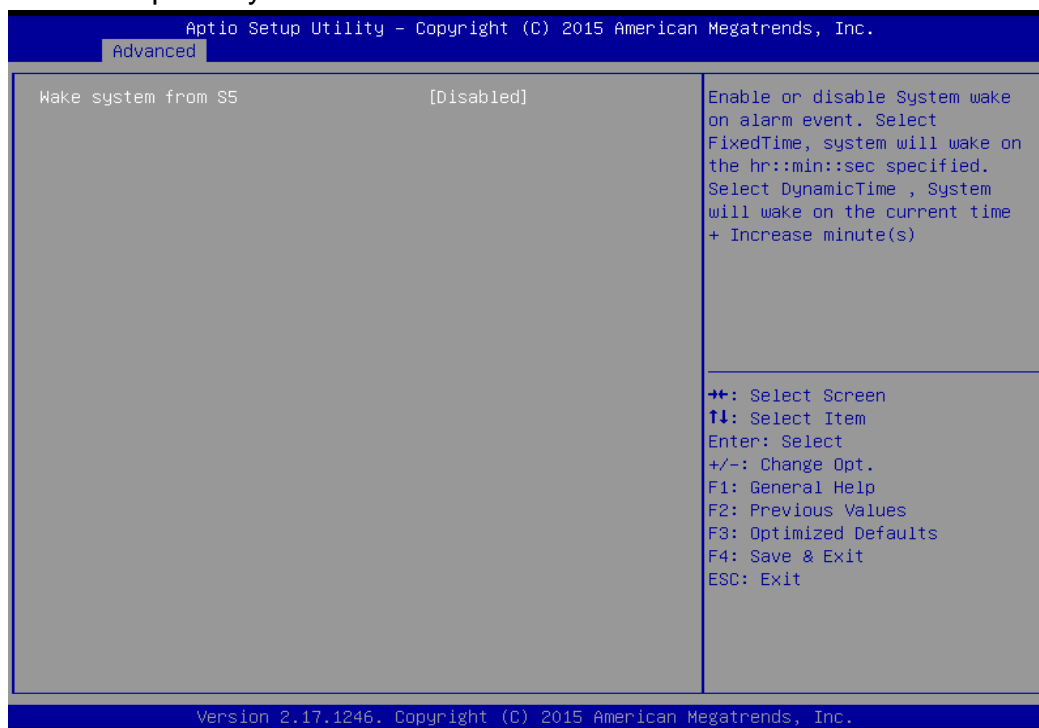 Aptio Setup Utility – Copyright (C) 2015 American Megatrends, Inc.
Advanced
Wake system from S5 [Disabled]
Enable or disable System wake
on alarm event. Select
FixedTime, system will wake on
the hr::min::sec specified.
Select DynamicTime , System
will wake on the current time
+ Increase minute(s)
→←: Select Screen
↑↓: Select Item
Enter: Select
+/-: Change Opt.
F1: General Help
F2: Previous Values
F3: Optimized Defaults
F4: Save & Exit
ESC: Exit
Version 2.17.1246. Copyright (C) 2015 American Megatrends, Inc.